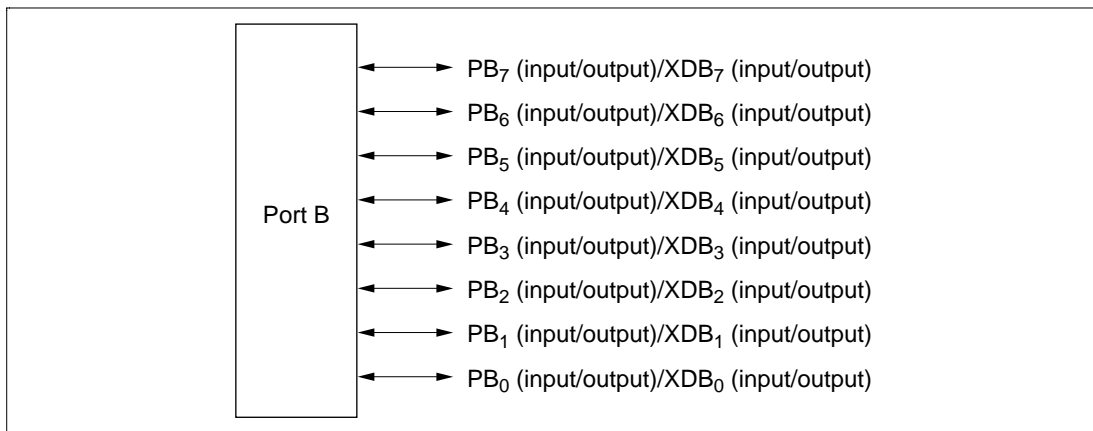 PB₇ (input/output)/XDB₇ (input/output)
PB₆ (input/output)/XDB₆ (input/output)
PB₅ (input/output)/XDB₅ (input/output)
PB₄ (input/output)/XDB₄ (input/output)
Port B
PB₃ (input/output)/XDB₃ (input/output)
PB₂ (input/output)/XDB₂ (input/output)
PB₁ (input/output)/XDB₁ (input/output)
PB₀ (input/output)/XDB₀ (input/output)